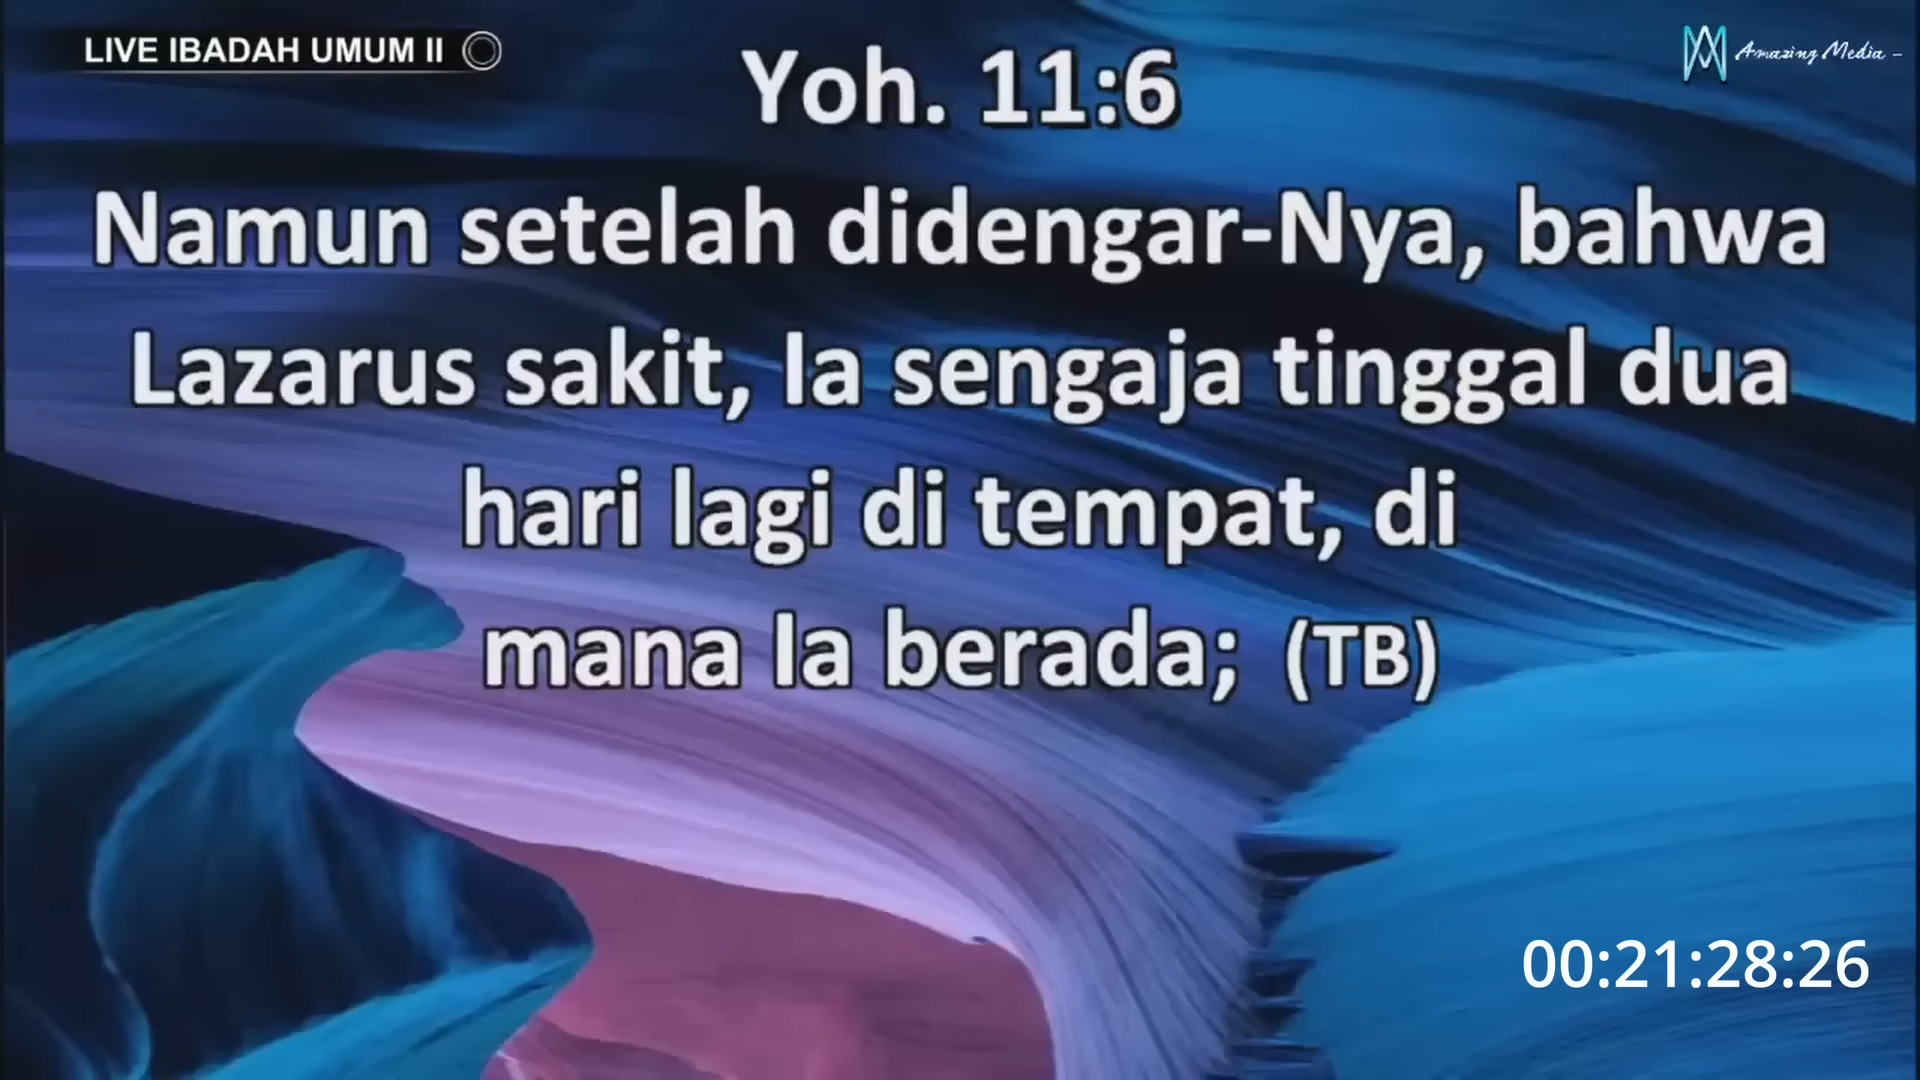 LIVE IBADAH UMUM II
Amazing Media -
Yoh. 11:6
Namun setelah didengar-Nya, bahwa
Lazarus sakit, Ia sengaja tinggal dua
hari lagi di tempat, di
mana Ia berada; (TB)
00:21:28:26